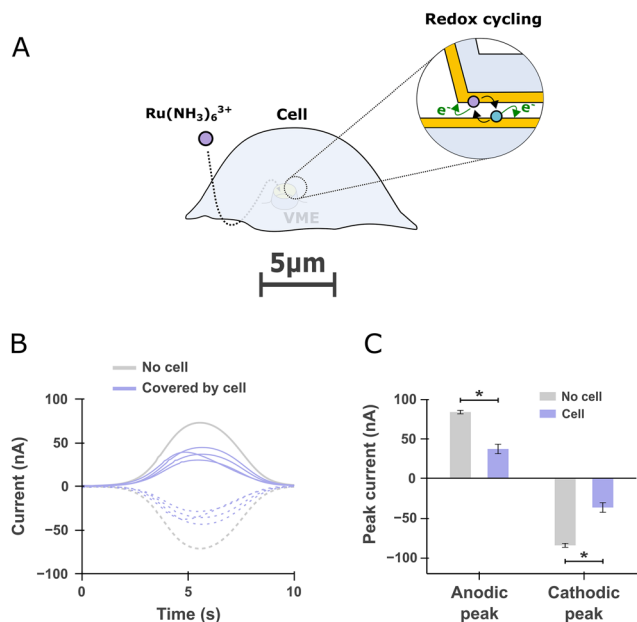 Redox cycling
A
e⁻
e⁻
Ru(NH₃)₆³⁺
Cell
VME
5μm
B
No cell
Covered by cell
Current (nA)
100
50
0
−50
−100
0
5
10
Time (s)
C
No cell
Cell
Peak current (nA)
100
50
0
−50
−100
*
*
Anodic
peak
Cathodic
peak